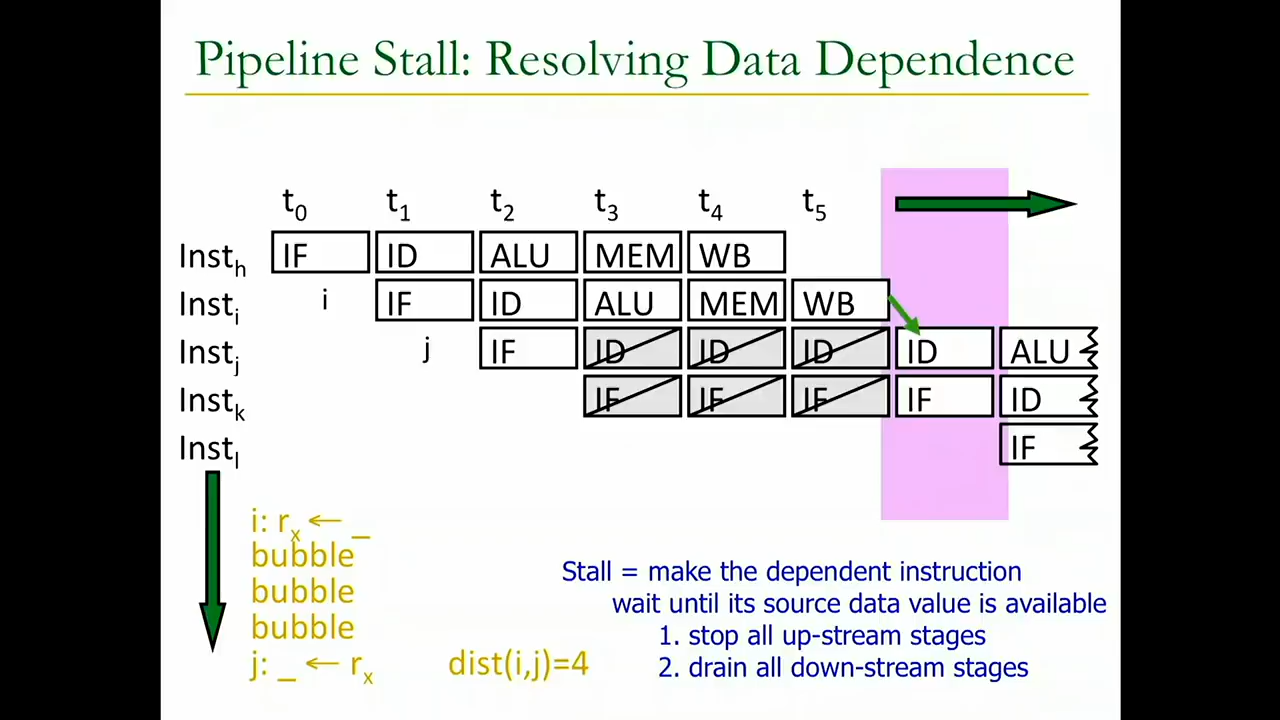 Pipeline Stall: Resolving Data Dependence
t0 t1 t2 t3 t4 t5
Insth IF ID ALU MEM WB
Insti i IF ID ALU MEM WB
Instj j IF ID ID ID ID ALU
Instk IF IF IF IF ID
Instl IF
i: rx ← _
bubble
bubble
bubble
j: _ ← rx dist(i,j)=4
Stall = make the dependent instruction
wait until its source data value is available
1. stop all up-stream stages
2. drain all down-stream stages